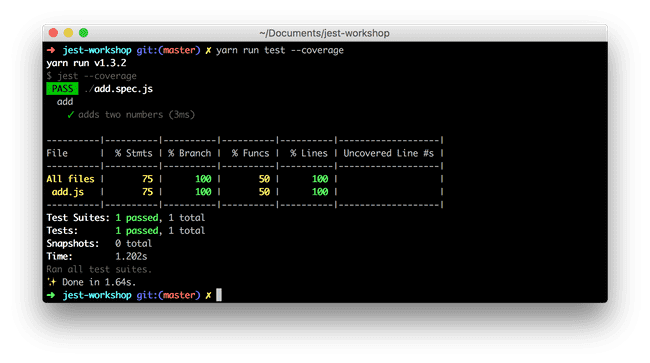 ~/Documents/jest-workshop
➜ jest-workshop git:(master) ✗ yarn run test --coverage
yarn run v1.3.2
$ jest --coverage
PASS ./add.spec.js
add
✓ adds two numbers (3ms)
----------|----------|----------|----------|----------|----------------|
File | % Stmts | % Branch | % Funcs | % Lines |Uncovered Line #s |
----------|----------|----------|----------|----------|----------------|
All files | 75 | 100 | 50 | 100 | |
add.js | 75 | 100 | 50 | 100 | |
----------|----------|----------|----------|----------|----------------|
Test Suites: 1 passed, 1 total
Tests: 1 passed, 1 total
Snapshots: 0 total
Time: 1.202s
Ran all test suites.
✨ Done in 1.64s.
➜ jest-workshop git:(master) ✗